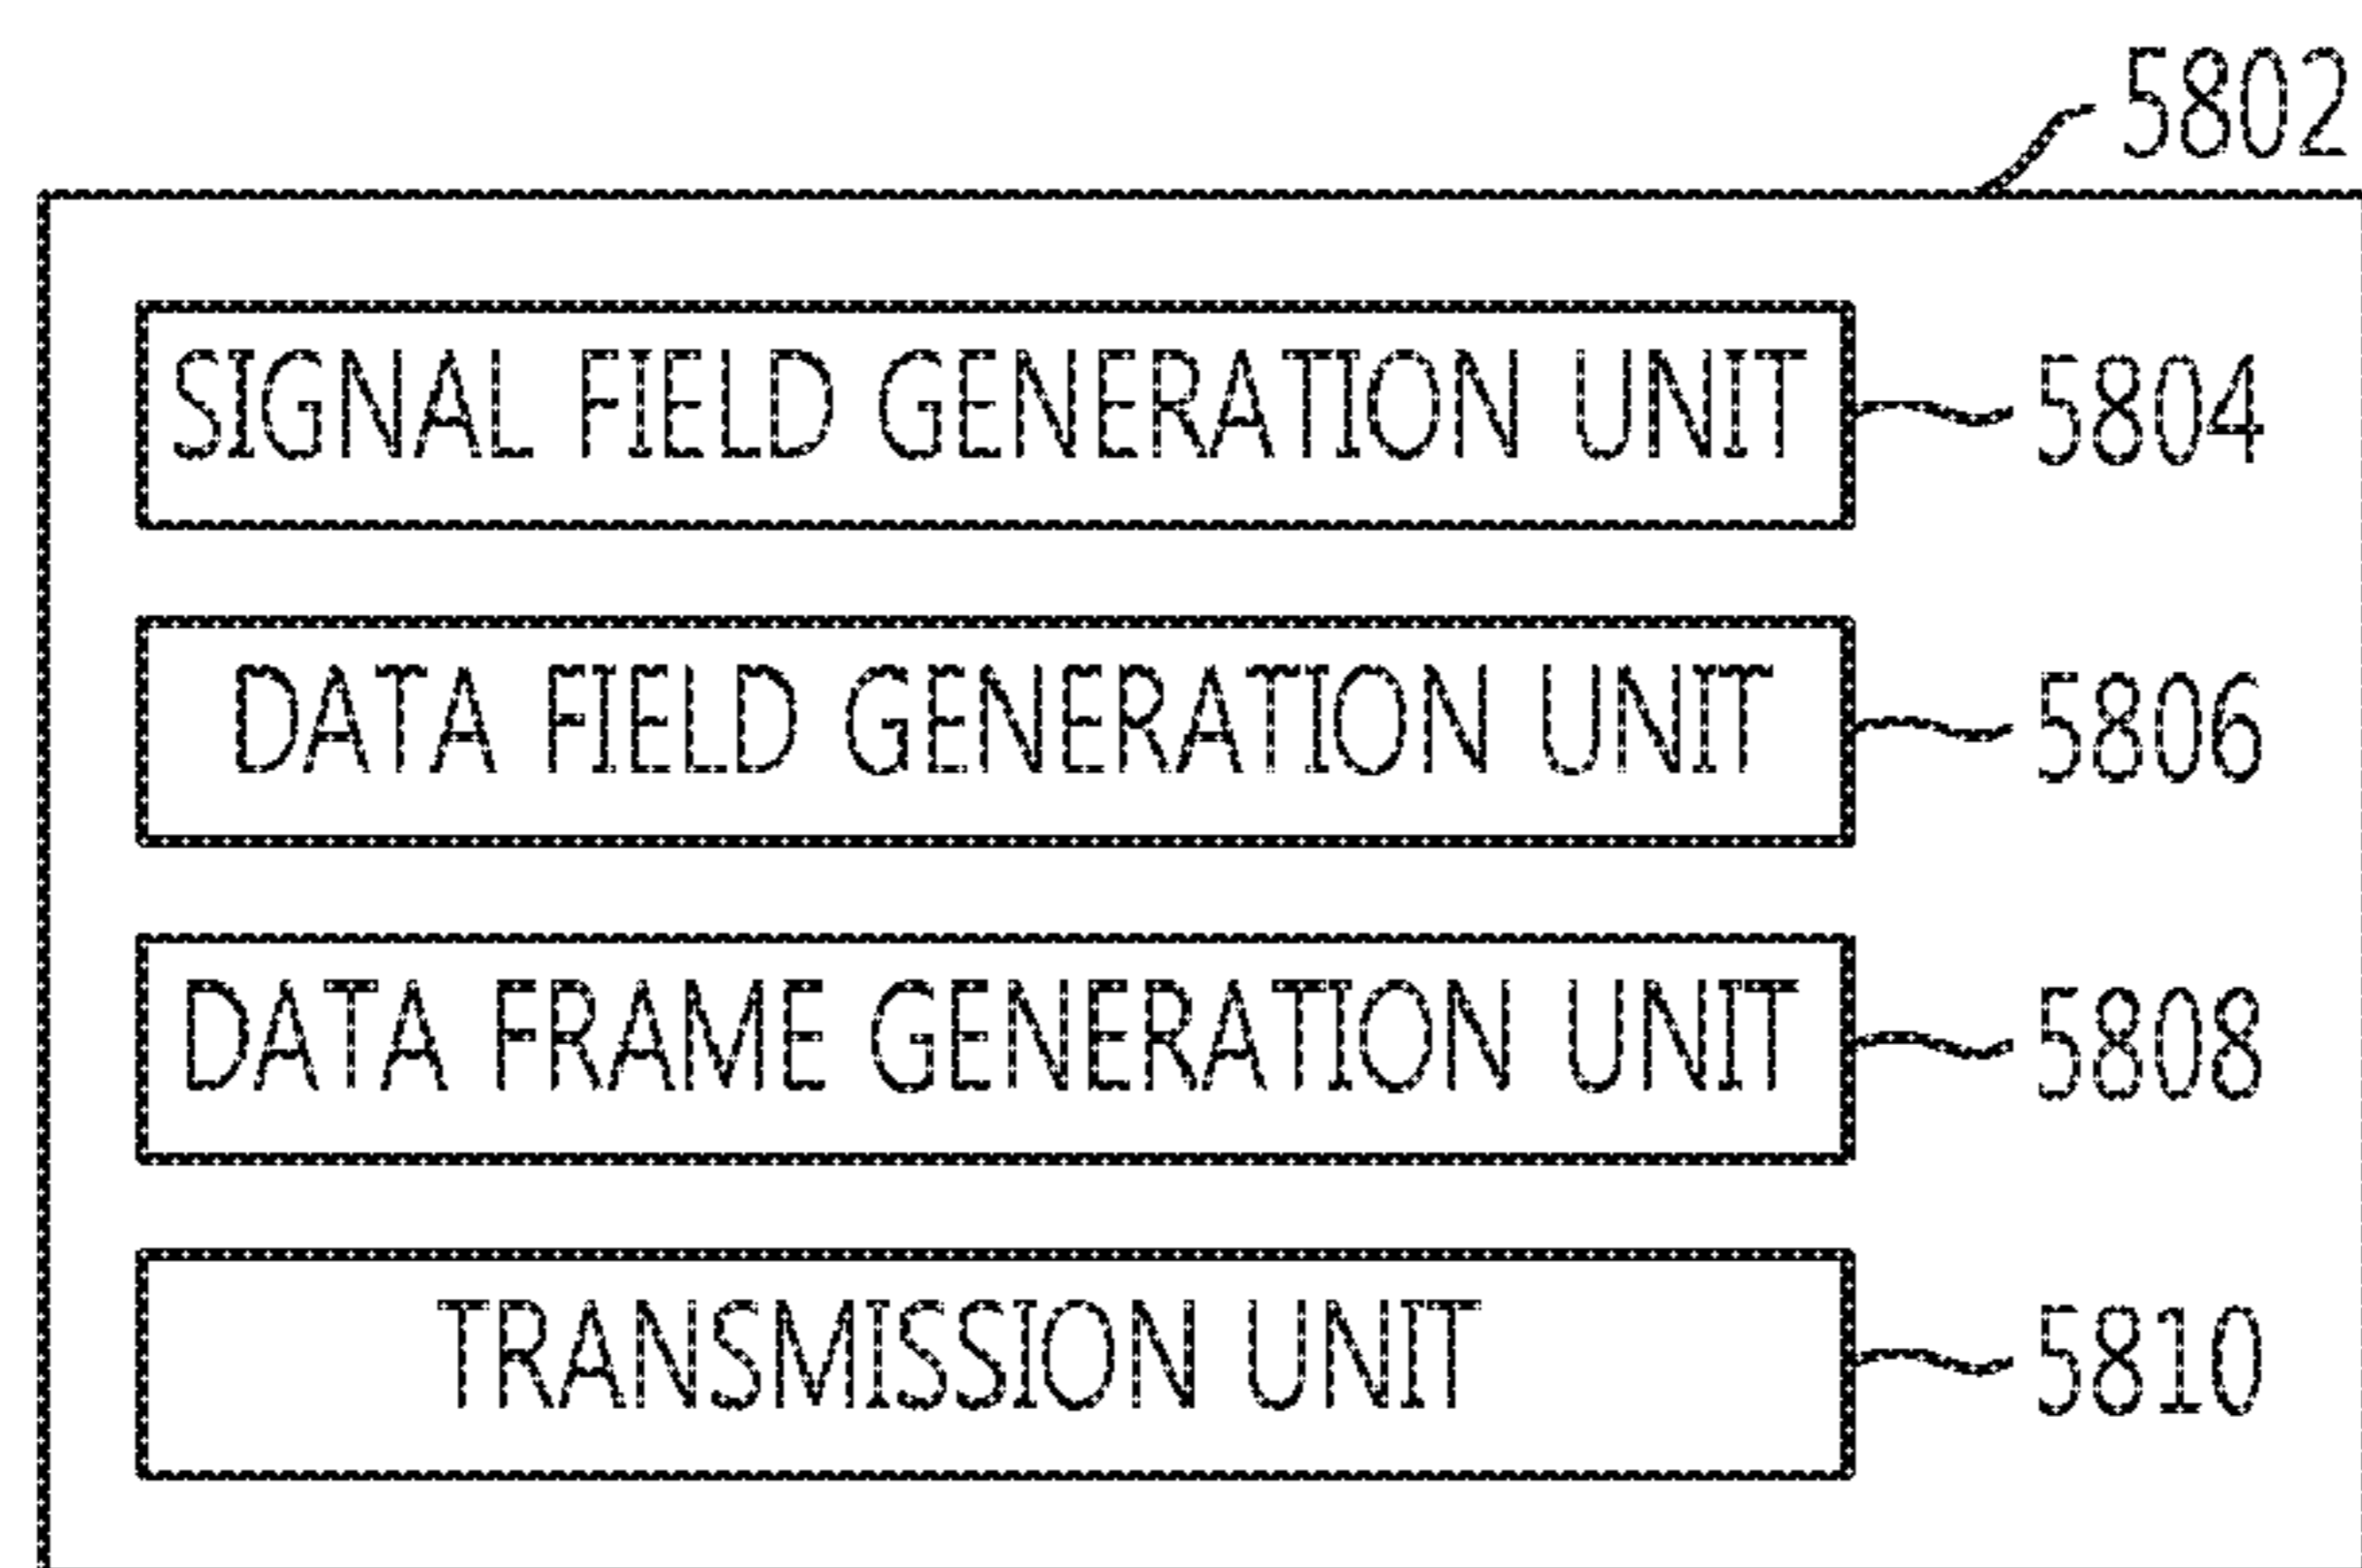 5802
SIGNAL FIELD GENERATION UNIT 5804
DATA FIELD GENERATION UNIT 5806
DATA FRAME GENERATION UNIT 5808
TRANSMISSION UNIT 5810